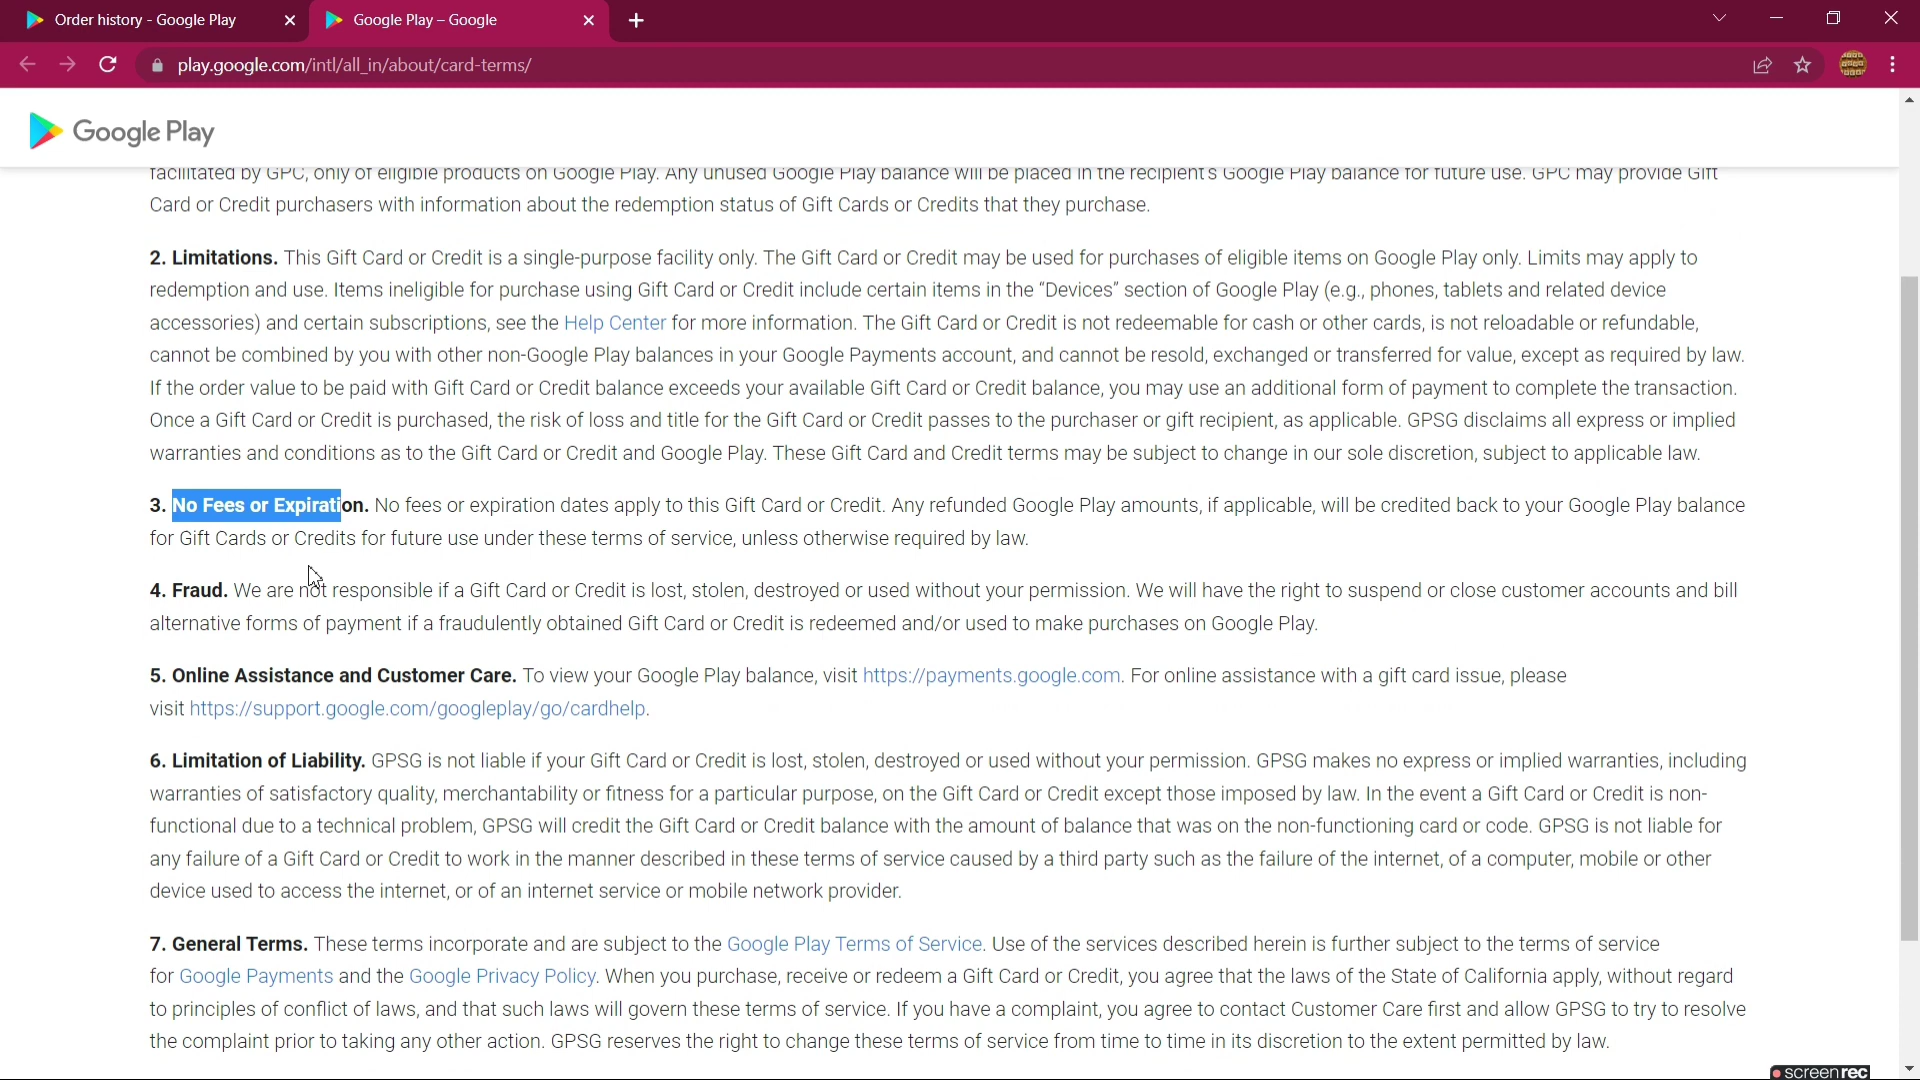 Order history - Google Play
Google Play – Google
play.google.com/intl/all_in/about/card-terms/
Google Play
facilitated by GPC, only of eligible products on Google Play. Any unused Google Play balance will be placed in the recipient's Google Play balance for future use. GPC may provide Gift
Card or Credit purchasers with information about the redemption status of Gift Cards or Credits that they purchase.
2. Limitations. This Gift Card or Credit is a single-purpose facility only. The Gift Card or Credit may be used for purchases of eligible items on Google Play only. Limits may apply to
redemption and use. Items ineligible for purchase using Gift Card or Credit include certain items in the “Devices” section of Google Play (e.g., phones, tablets and related device
accessories) and certain subscriptions, see the Help Center for more information. The Gift Card or Credit is not redeemable for cash or other cards, is not reloadable or refundable,
cannot be combined by you with other non-Google Play balances in your Google Payments account, and cannot be resold, exchanged or transferred for value, except as required by law.
If the order value to be paid with Gift Card or Credit balance exceeds your available Gift Card or Credit balance, you may use an additional form of payment to complete the transaction.
Once a Gift Card or Credit is purchased, the risk of loss and title for the Gift Card or Credit passes to the purchaser or gift recipient, as applicable. GPSG disclaims all express or implied
warranties and conditions as to the Gift Card or Credit and Google Play. These Gift Card and Credit terms may be subject to change in our sole discretion, subject to applicable law.
3. No Fees or Expiration. No fees or expiration dates apply to this Gift Card or Credit. Any refunded Google Play amounts, if applicable, will be credited back to your Google Play balance
for Gift Cards or Credits for future use under these terms of service, unless otherwise required by law.
4. Fraud. We are not responsible if a Gift Card or Credit is lost, stolen, destroyed or used without your permission. We will have the right to suspend or close customer accounts and bill
alternative forms of payment if a fraudulently obtained Gift Card or Credit is redeemed and/or used to make purchases on Google Play.
5. Online Assistance and Customer Care. To view your Google Play balance, visit https://payments.google.com. For online assistance with a gift card issue, please
visit https://support.google.com/googleplay/go/cardhelp.
6. Limitation of Liability. GPSG is not liable if your Gift Card or Credit is lost, stolen, destroyed or used without your permission. GPSG makes no express or implied warranties, including
warranties of satisfactory quality, merchantability or fitness for a particular purpose, on the Gift Card or Credit except those imposed by law. In the event a Gift Card or Credit is non-
functional due to a technical problem, GPSG will credit the Gift Card or Credit balance with the amount of balance that was on the non-functioning card or code. GPSG is not liable for
any failure of a Gift Card or Credit to work in the manner described in these terms of service caused by a third party such as the failure of the internet, of a computer, mobile or other
device used to access the internet, or of an internet service or mobile network provider.
7. General Terms. These terms incorporate and are subject to the Google Play Terms of Service. Use of the services described herein is further subject to the terms of service
for Google Payments and the Google Privacy Policy. When you purchase, receive or redeem a Gift Card or Credit, you agree that the laws of the State of California apply, without regard
to principles of conflict of laws, and that such laws will govern these terms of service. If you have a complaint, you agree to contact Customer Care first and allow GPSG to try to resolve
the complaint prior to taking any other action. GPSG reserves the right to change these terms of service from time to time in its discretion to the extent permitted by law.
screenrec